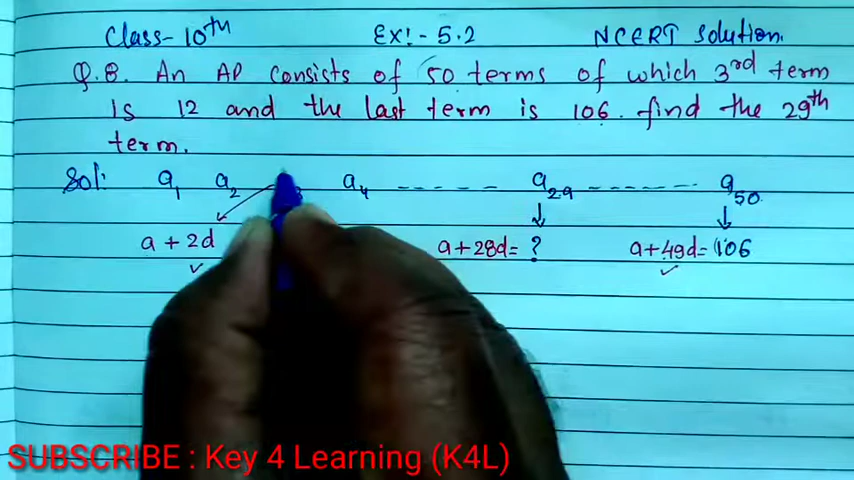 Class-10th Ex!-5.2 NCERT Solution.
Q.8. An AP consists of 50 terms of which 3rd term
is 12 and the last term is 106. find the 29th
term.
Sol: a1 a2 a4 ------ a29 ------- a50
a+2d a+28d=? a+49d=106
SUBSCRIBE : Key 4 Learning (K4L)